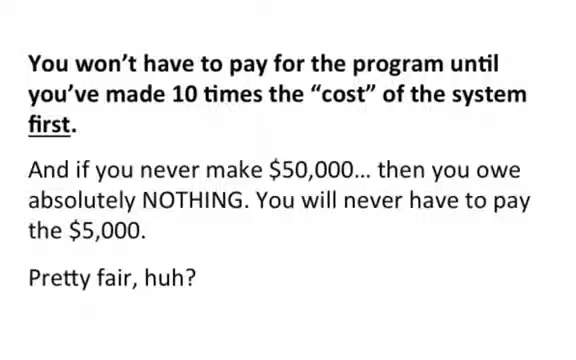 You won’t have to pay for the program until
you’ve made 10 times the “cost” of the system
first.
And if you never make $50,000... then you owe
absolutely NOTHING. You will never have to pay
the $5,000.
Pretty fair, huh?